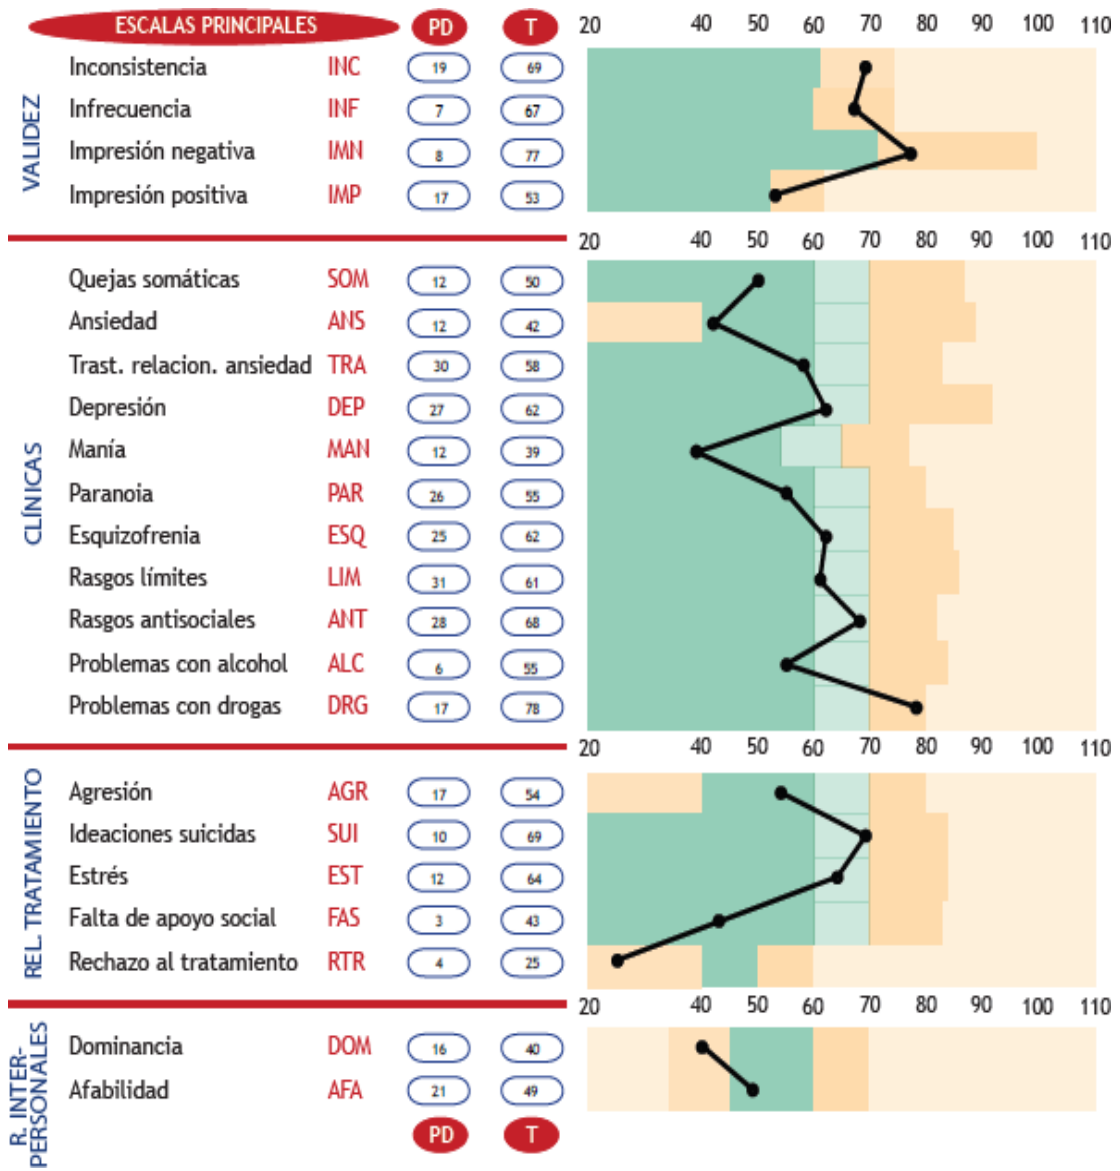 ESCALAS PRINCIPALES PD T 20 40 50 60 70 80 90 100 110
VALIDEZ
Inconsistencia INC 19 69
Infrecuencia INF 7 67
Impresión negativa IMN 8 77
Impresión positiva IMP 17 53
20 40 50 60 70 80 90 100 110
CLÍNICAS
Quejas somáticas SOM 12 50
Ansiedad ANS 12 42
Trast. relacion. ansiedad TRA 30 58
Depresión DEP 27 62
Manía MAN 12 39
Paranoia PAR 26 55
Esquizofrenia ESQ 25 62
Rasgos límites LIM 31 61
Rasgos antisociales ANT 28 68
Problemas con alcohol ALC 6 55
Problemas con drogas DRG 17 78
20 40 50 60 70 80 90 100 110
REL. TRATAMIENTO
Agresión AGR 17 54
Ideaciones suicidas SUI 10 69
Estrés EST 12 64
Falta de apoyo social FAS 3 43
Rechazo al tratamiento RTR 4 25
20 40 50 60 70 80 90 100 110
R. INTER-
PERSONALES
Dominancia DOM 16 40
Afabilidad AFA 21 49
PD T